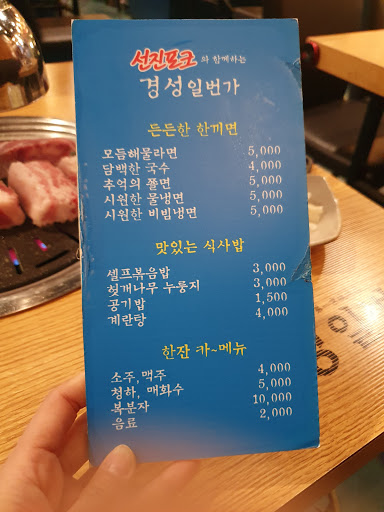 선진포크 와 함께하는
경성일번가
든든한 한끼면
모듬해물라면 5,000
담백한 국수 4,000
추억의 쫄면 5,000
시원한 물냉면 5,000
시원한 비빔냉면 5,000
맛있는 식사밥
셀프볶음밥 3,000
헛개나무 누룽지 3,000
공기밥 1,500
계란탕 4,000
한잔 카~메뉴
소주,맥주 4,000
청하, 매화수 5,000
복분자 10,000
음료 2,000